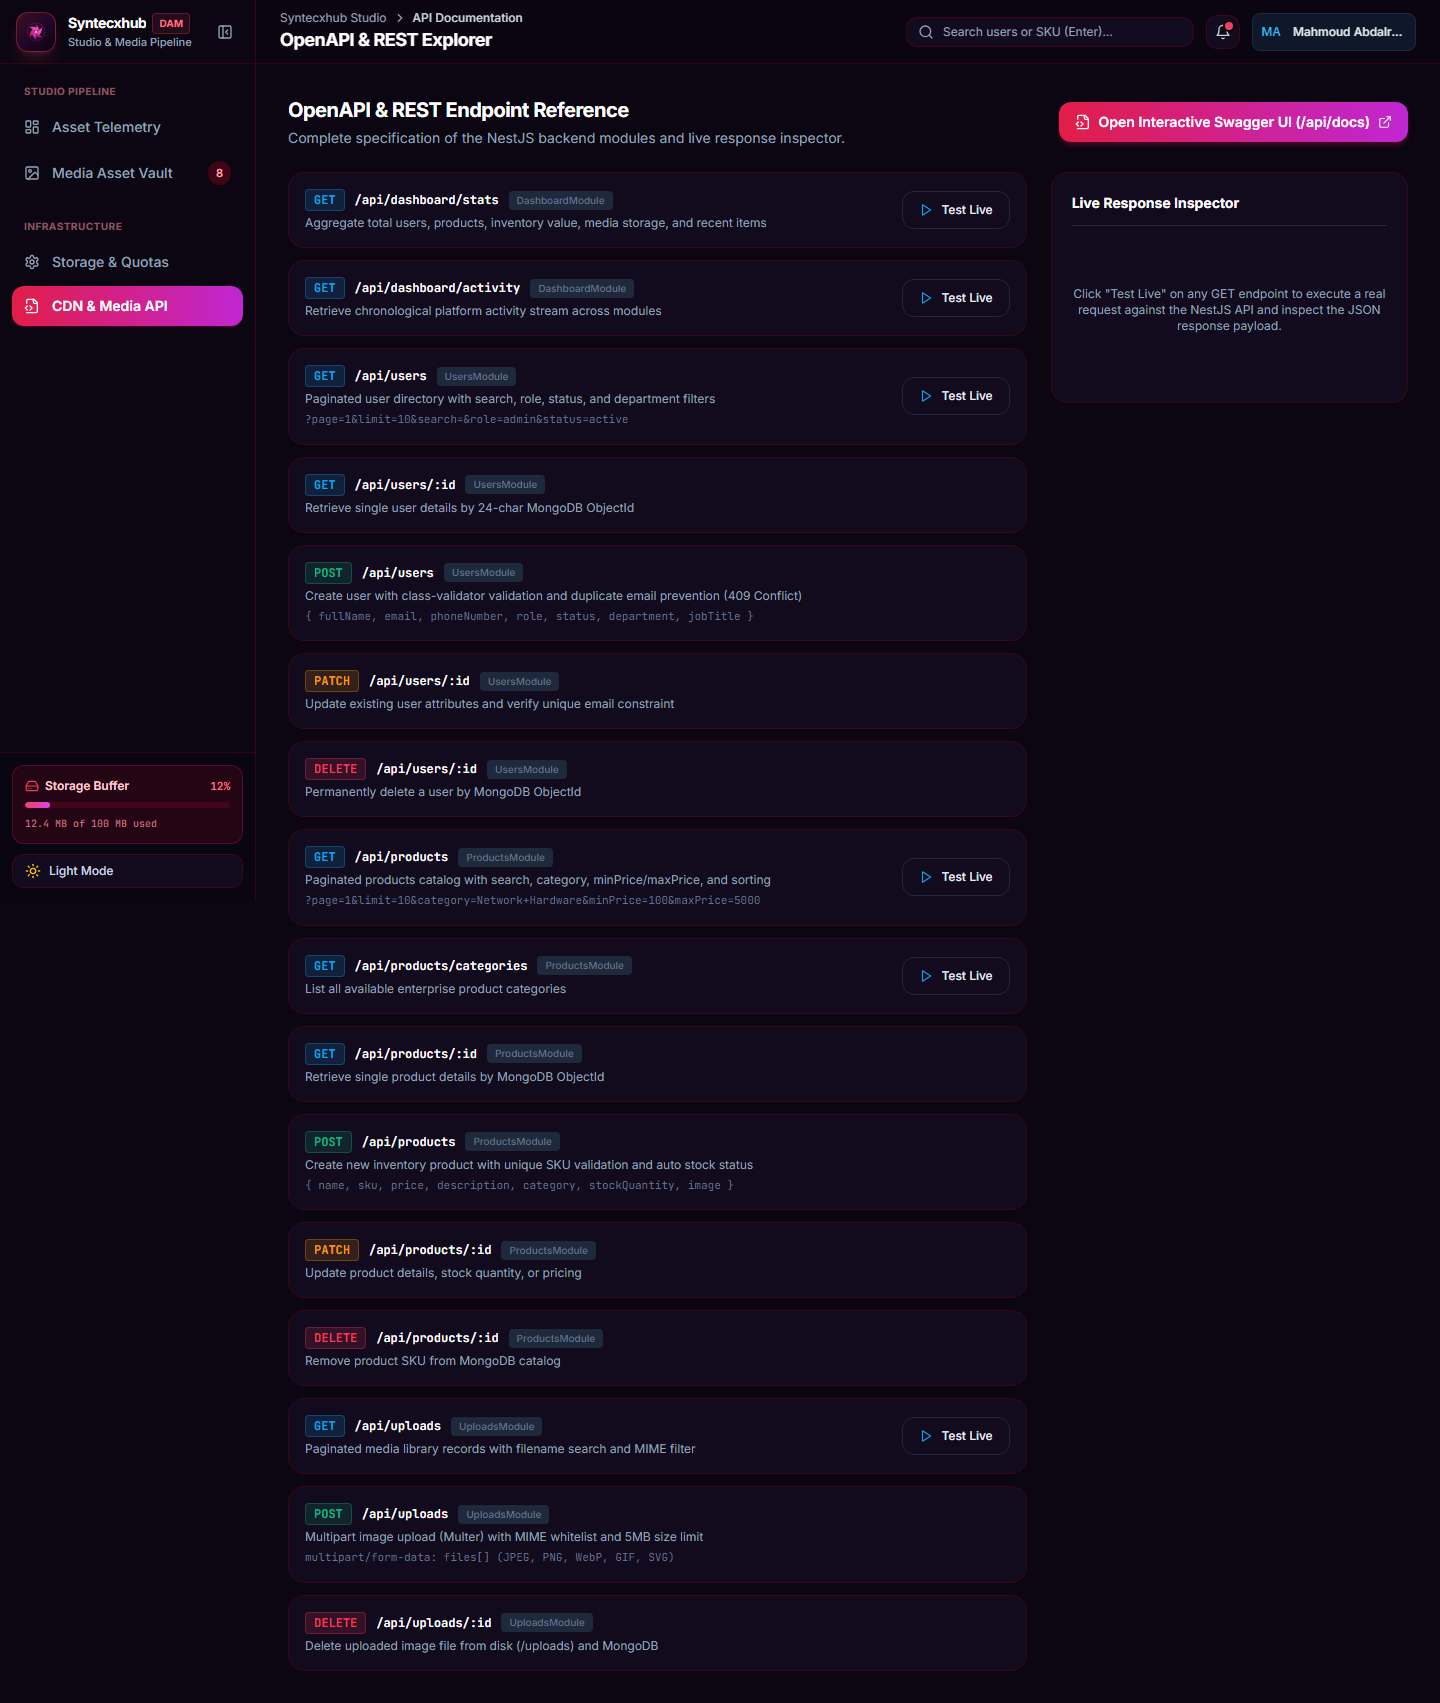 Syntecxhub DAM
Studio & Media Pipeline
STUDIO PIPELINE
Asset Telemetry
Media Asset Vault 8
INFRASTRUCTURE
Storage & Quotas
CDN & Media API
Storage Buffer 12%
12.4 MB of 100 MB used
Light Mode
Syntecxhub Studio > API Documentation
OpenAPI & REST Explorer
Search users or SKU (Enter)...
MA Mahmoud Abdalr...
OpenAPI & REST Endpoint Reference
Complete specification of the NestJS backend modules and live response inspector.
Open Interactive Swagger UI (/api/docs)
GET /api/dashboard/stats DashboardModule
Aggregate total users, products, inventory value, media storage, and recent items
Test Live
GET /api/dashboard/activity DashboardModule
Retrieve chronological platform activity stream across modules
Test Live
GET /api/users UsersModule
Paginated user directory with search, role, status, and department filters
?page=1&limit=10&search=&role=admin&status=active
Test Live
GET /api/users/:id UsersModule
Retrieve single user details by 24-char MongoDB ObjectId
POST /api/users UsersModule
Create user with class-validator validation and duplicate email prevention (409 Conflict)
{ fullName, email, phoneNumber, role, status, department, jobTitle }
PATCH /api/users/:id UsersModule
Update existing user attributes and verify unique email constraint
DELETE /api/users/:id UsersModule
Permanently delete a user by MongoDB ObjectId
GET /api/products ProductsModule
Paginated products catalog with search, category, minPrice/maxPrice, and sorting
?page=1&limit=10&category=Network+Hardware&minPrice=100&maxPrice=5000
Test Live
GET /api/products/categories ProductsModule
List all available enterprise product categories
Test Live
GET /api/products/:id ProductsModule
Retrieve single product details by MongoDB ObjectId
POST /api/products ProductsModule
Create new inventory product with unique SKU validation and auto stock status
{ name, sku, price, description, category, stockQuantity, image }
PATCH /api/products/:id ProductsModule
Update product details, stock quantity, or pricing
DELETE /api/products/:id ProductsModule
Remove product SKU from MongoDB catalog
GET /api/uploads UploadsModule
Paginated media library records with filename search and MIME filter
Test Live
POST /api/uploads UploadsModule
Multipart image upload (Multer) with MIME whitelist and 5MB size limit
multipart/form-data: files[] (JPEG, PNG, WebP, GIF, SVG)
DELETE /api/uploads/:id UploadsModule
Delete uploaded image file from disk (/uploads) and MongoDB
Live Response Inspector
Click "Test Live" on any GET endpoint to execute a real
request against the NestJS API and inspect the JSON
response payload.